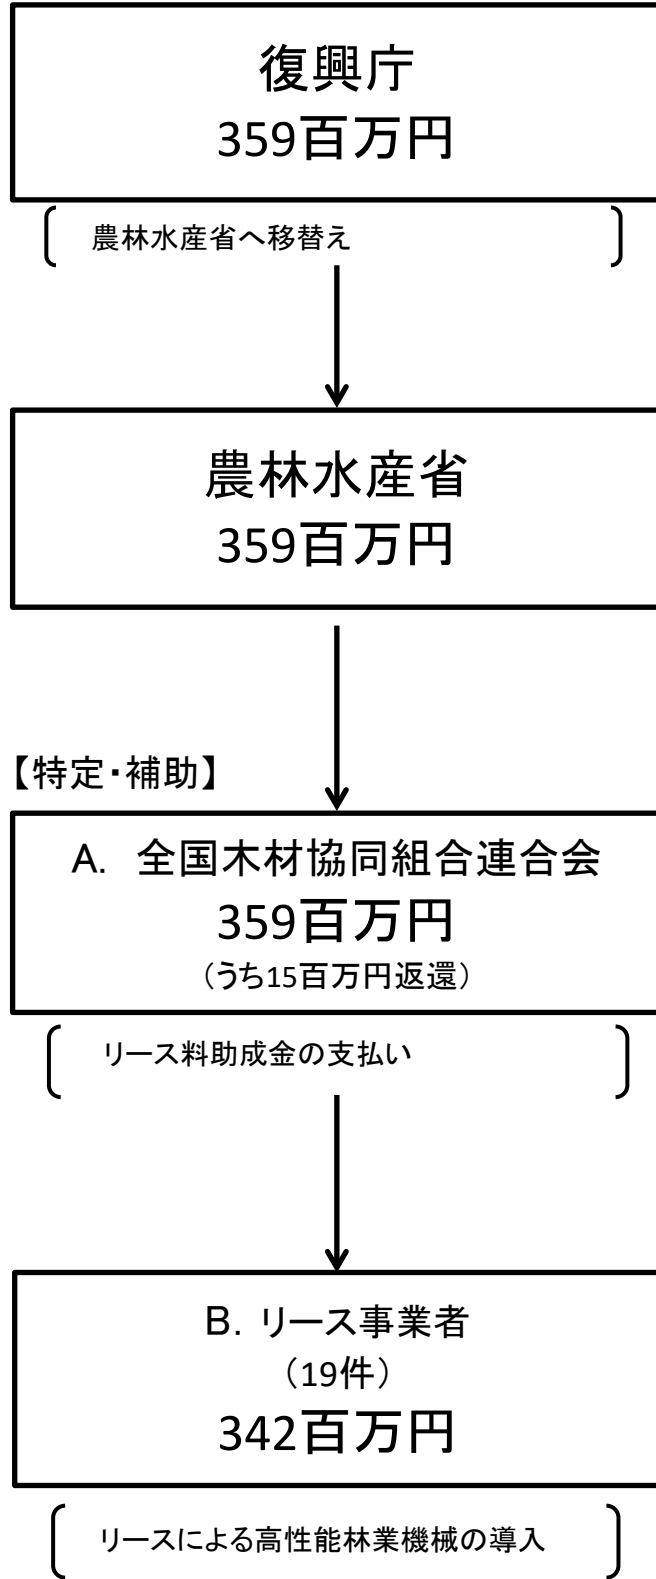 復興庁
359百万円
農林水産省へ移替え
農林水産省
359百万円
【特定・補助】
A. 全国木材協同組合連合会
359百万円
（うち15百万円返還）
リース料助成金の支払い
B. リース事業者
（19件）
342百万円
リースによる高性能林業機械の導入